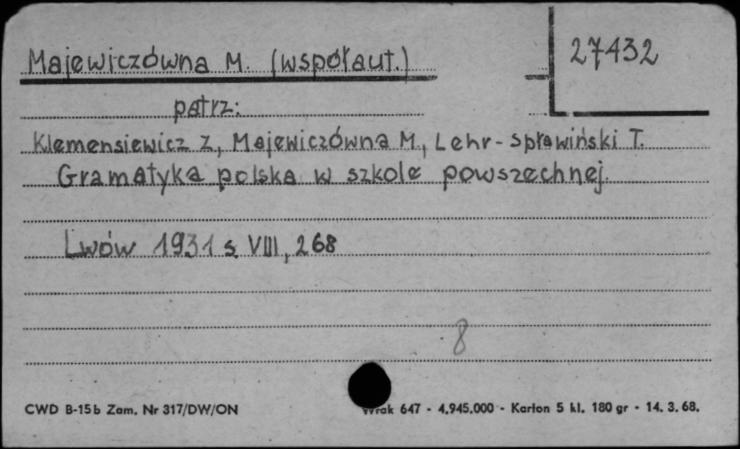 Majewiczówna M. (współaut.)
27432
patrz:
Klemensiewicz Z, Majewiczówna M., Lehr-Spławiński T.
Gramatyka polska w szkole powszechnej.
Lwów 1931 s. VIII, 268
8
CWD B-15b Zam. Nr 317/DW/ON
647 - 4.945.000 - Karton 5 kl. 180 gr - 14. 3. 68.